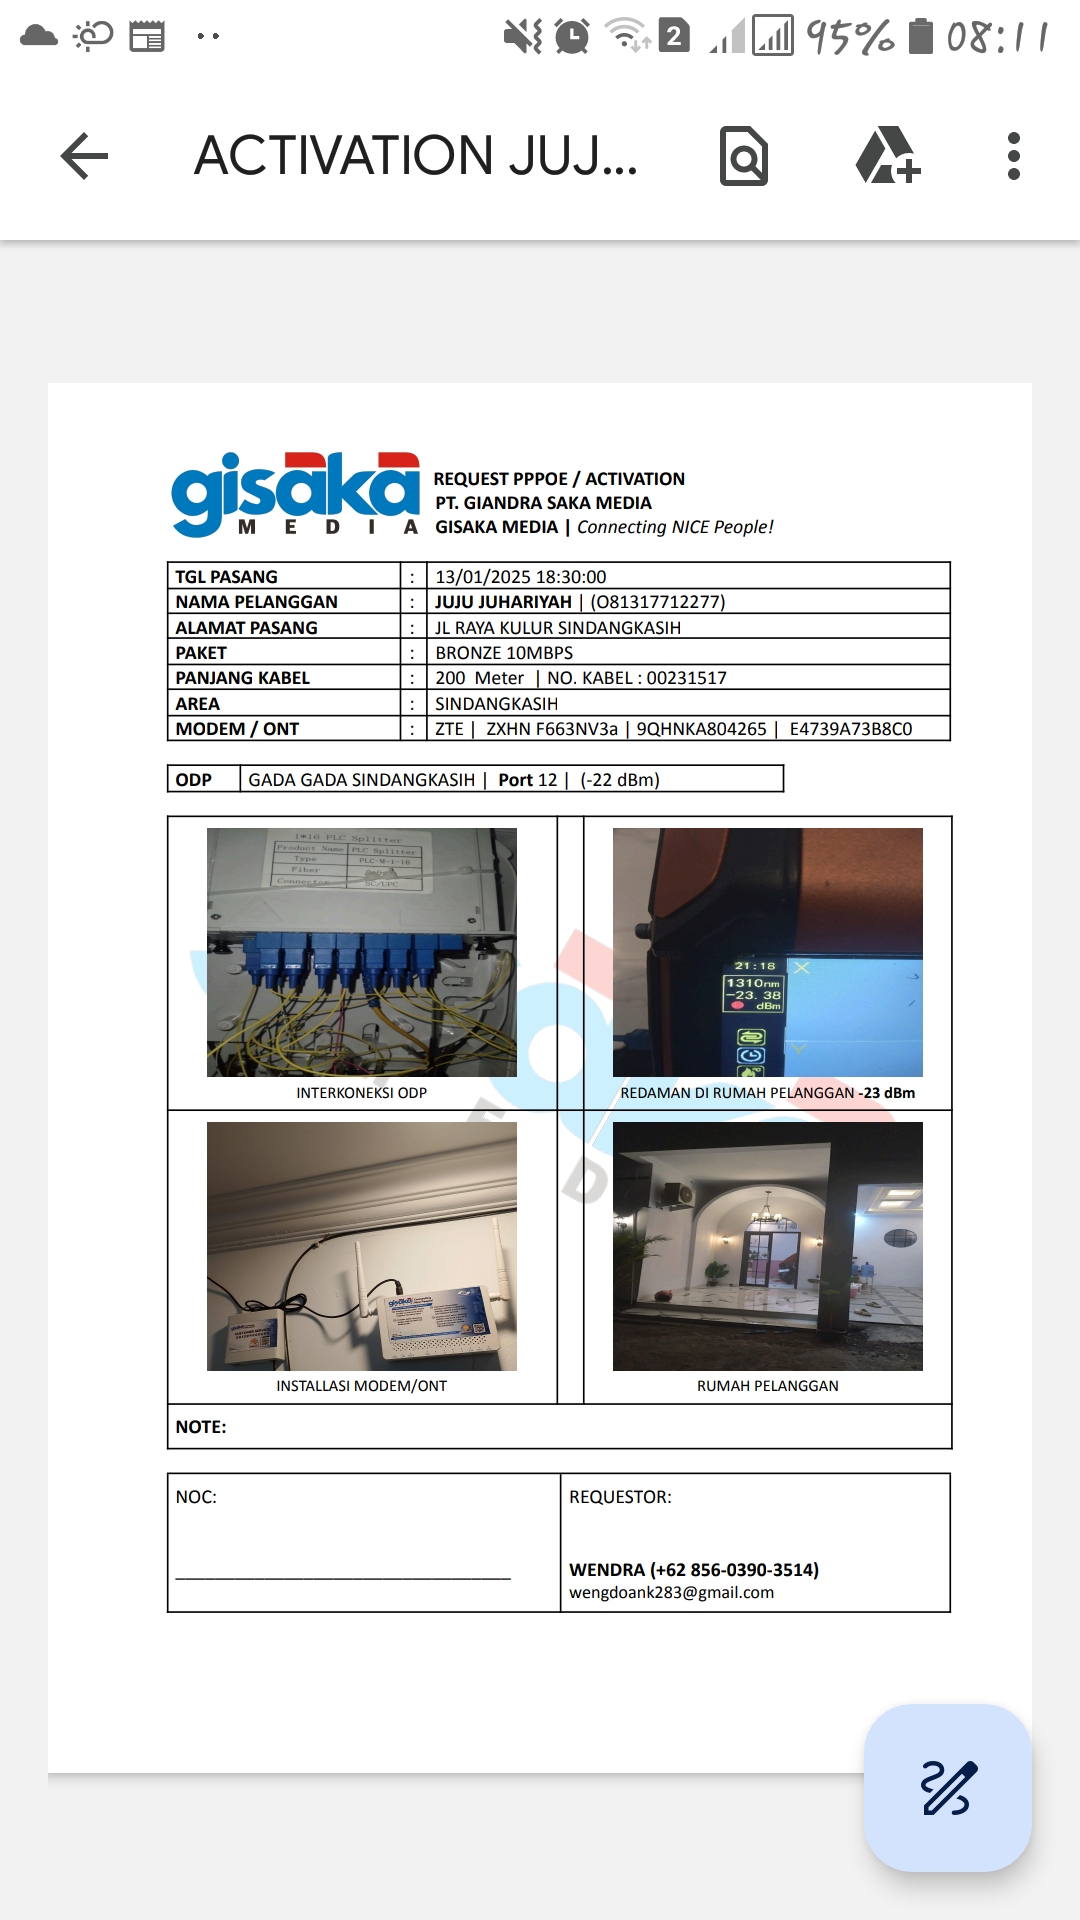 95% 08:11
ACTIVATION JUJ...
gisaka
MEDIA
REQUEST PPPOE / ACTIVATION
PT. GIANDRA SAKA MEDIA
GISAKA MEDIA | Connecting NICE People!
TGL PASANG : 13/01/2025 18:30:00
NAMA PELANGGAN : JUJU JUHARIYAH | (O81317712277)
ALAMAT PASANG : JL RAYA KULUR SINDANGKASIH
PAKET : BRONZE 10MBPS
PANJANG KABEL : 200 Meter | NO. KABEL : 00231517
AREA : SINDANGKASIH
MODEM / ONT : ZTE | ZXHN F663NV3a | 9QHNKA804265 | E4739A73B8C0
ODP GADA GADA SINDANGKASIH | Port 12 | (-22 dBm)
1*16 PLC Splitter
Product Name PLC Splitter
Type PLC-M-1-16
Fiber
Connector SC/UPC
21:18
1310nm
-23.38
dBm
INTERKONEKSI ODP
REDAMAN DI RUMAH PELANGGAN -23 dBm
gisaka
INSTALLASI MODEM/ONT
RUMAH PELANGGAN
NOTE:
NOC:
REQUESTOR:
WENDRA (+62 856-0390-3514)
wengdoank283@gmail.com